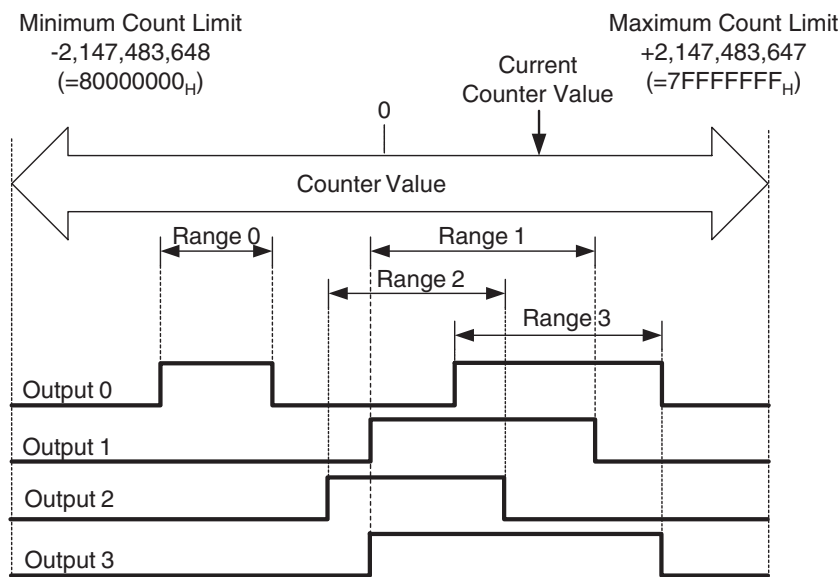 Minimum Count Limit
-2,147,483,648
(=80000000H)
Maximum Count Limit
+2,147,483,647
(=7FFFFFFFH)
Current
Counter Value
0
Counter Value
Range 0
Range 1
Range 2
Range 3
Output 0
Output 1
Output 2
Output 3